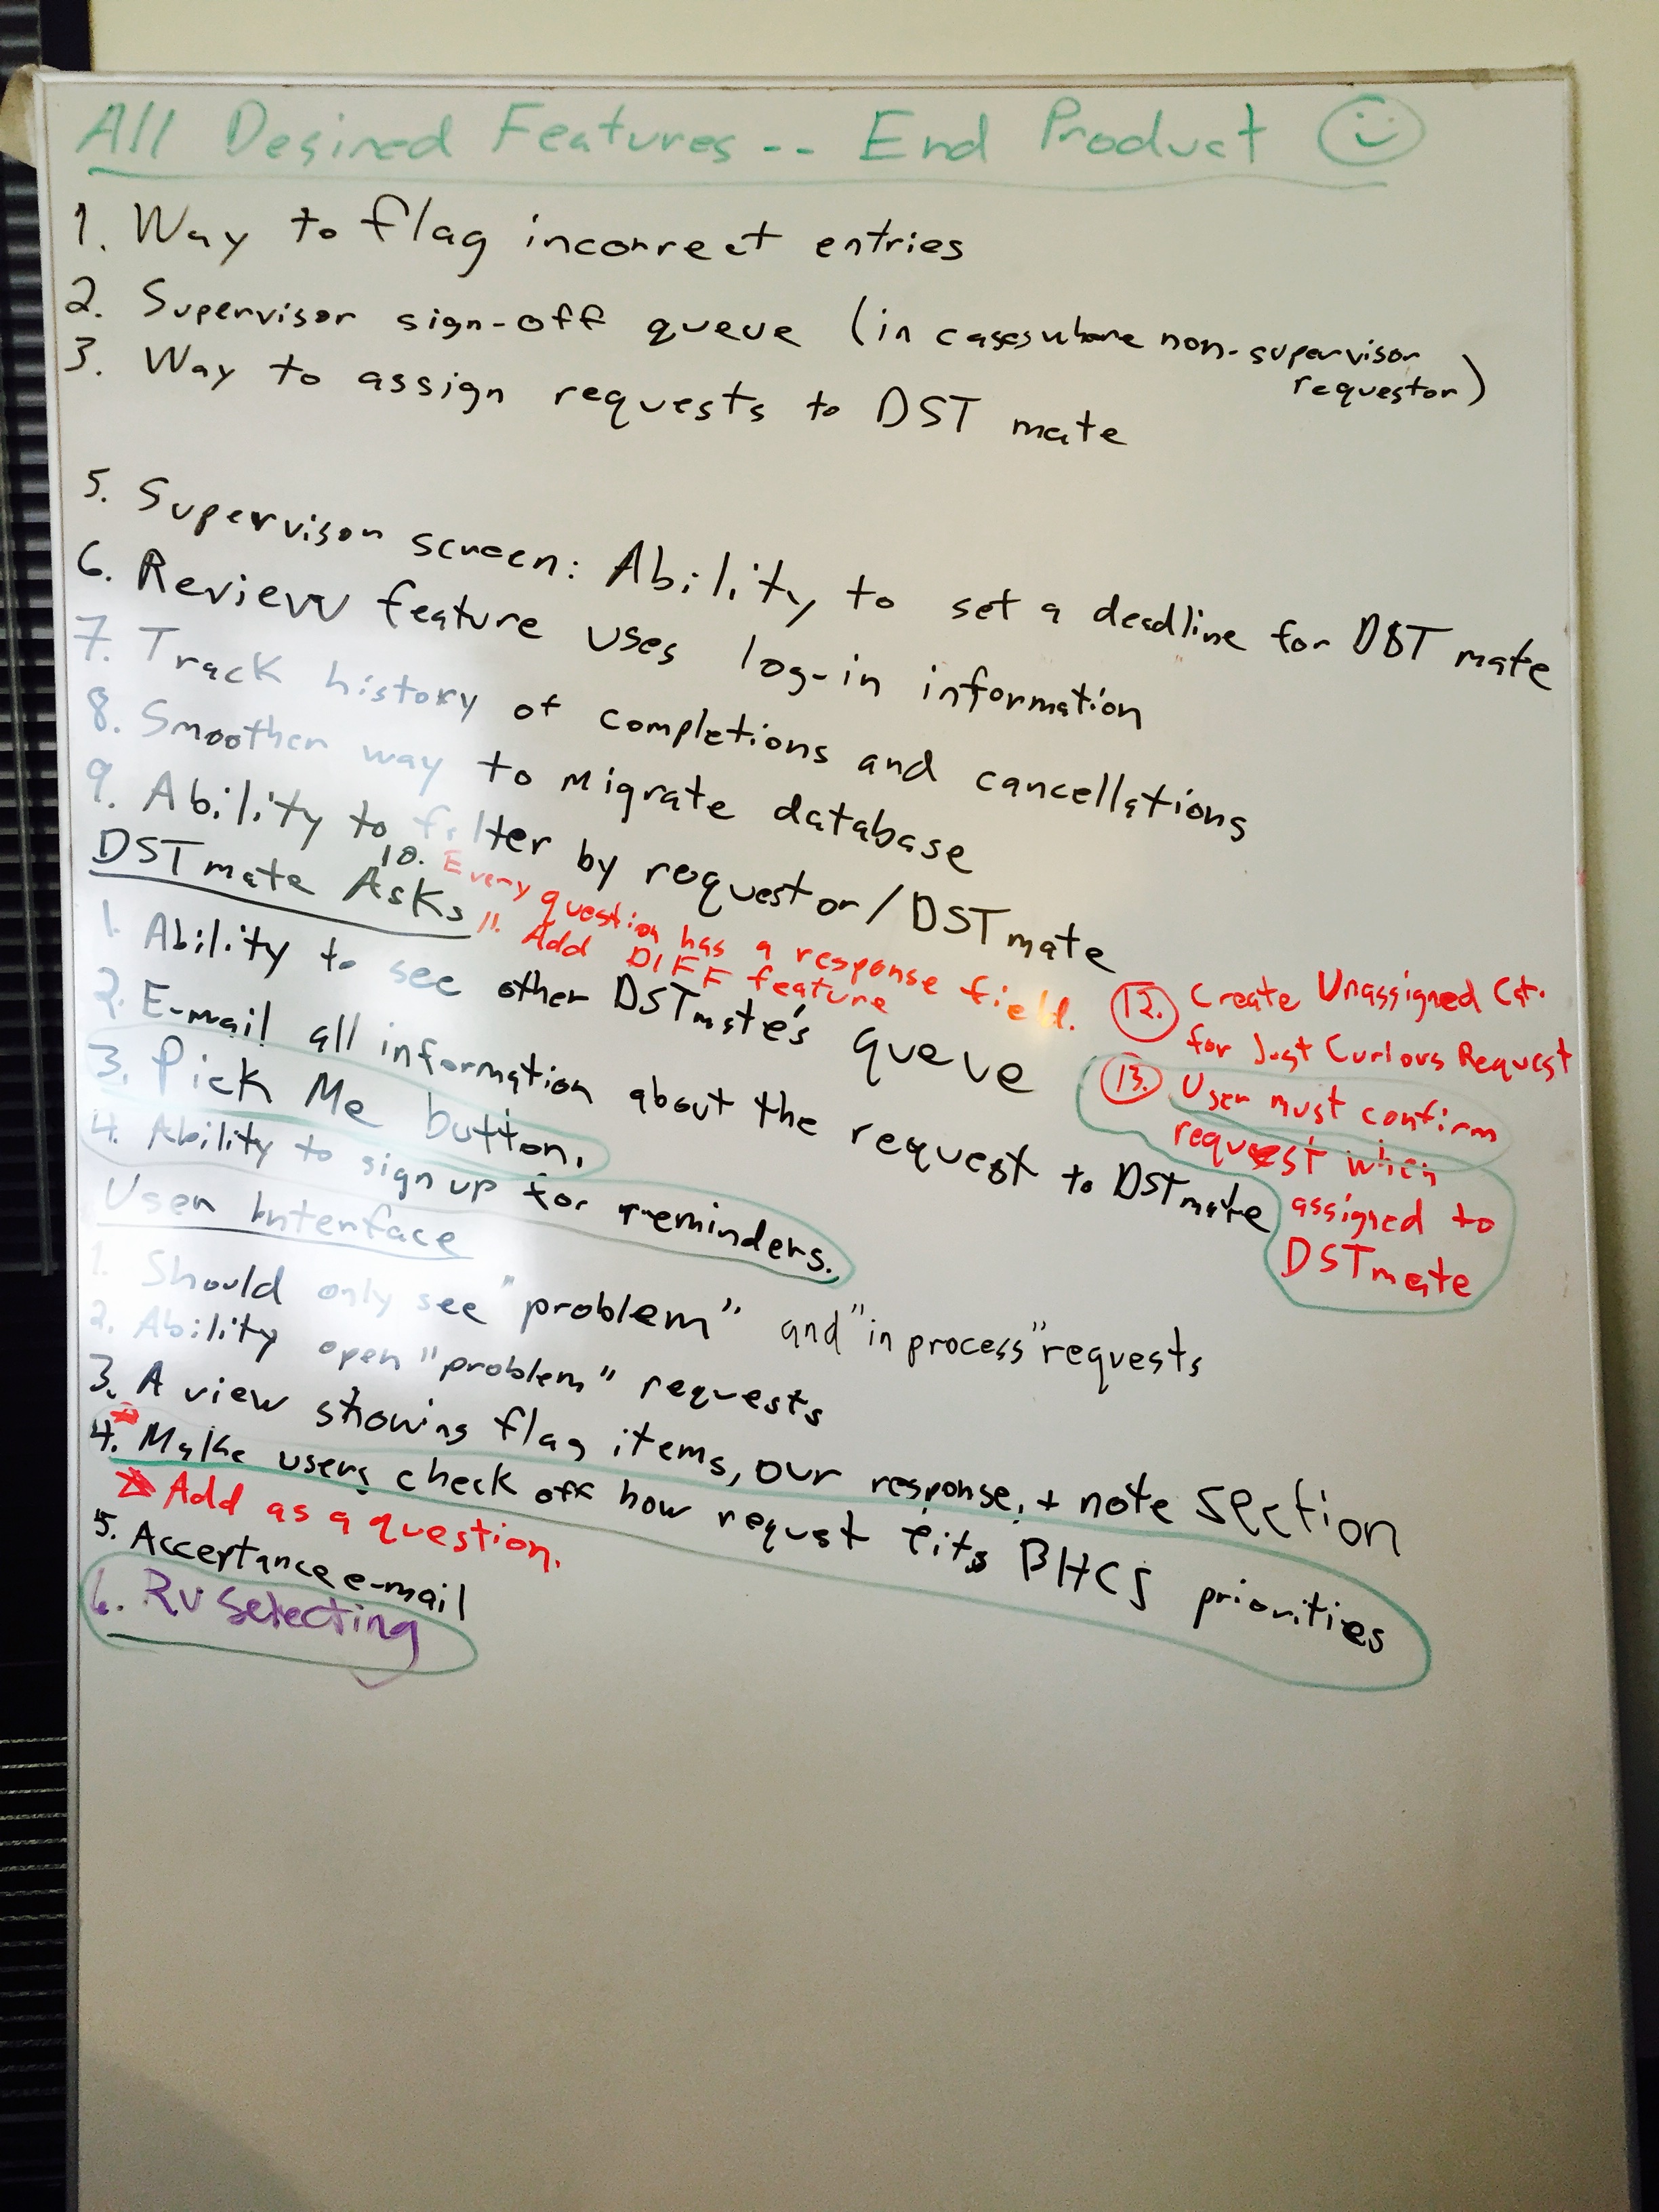 All Desired Features -- End Product
1. Way to flag incorrect entries
2. Supervisor sign-off queue (in cases where non-supervisor
requestor)
3. Way to assign requests to DST mate
5. Supervisor screen: Ability to set a deadline for DST mate
6. Review feature uses log-in information
7. Track history of completions and cancellations
8. Smoother way to migrate database
9. Ability to filter by requestor/DSTmate
10. Every question has a response field.
11. Add DIFF feature
12. Create Unassigned Cat.
for Just Curious Request
13. User must confirm
request when
assigned to
DSTmate
DSTmate Asks
1. Ability to see other DSTmate's queue
2. E-mail all information about the request to DSTmate
3. Pick Me button.
4. Ability to sign up for reminders.
User Interface
1. Should only see "problem" and "in process" requests
2. Ability open "problem" requests
3. A view showing flag items, our response, + note section
4. Make users check off how request fits BHCS priorities
Add as a question.
5. Acceptance e-mail
6. RU Selecting